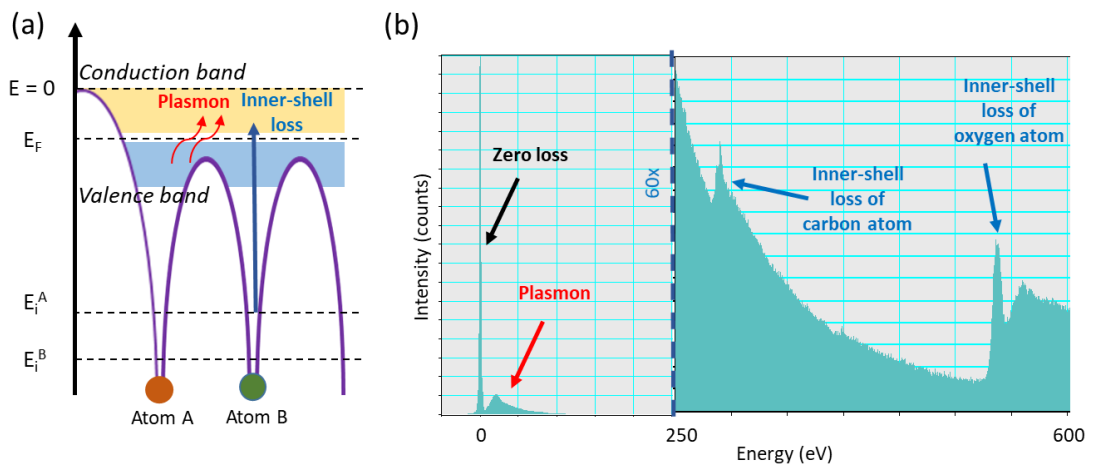 (a)
Conduction band
E = 0
Plasmon
Inner-shell
loss
E_F
Valence band
E_i^A
E_i^B
Atom A
Atom B
(b)
Intensity (counts)
Zero loss
Plasmon
60x
Inner-shell
loss of
carbon atom
Inner-shell
loss of
oxygen atom
0
250
600
Energy (eV)